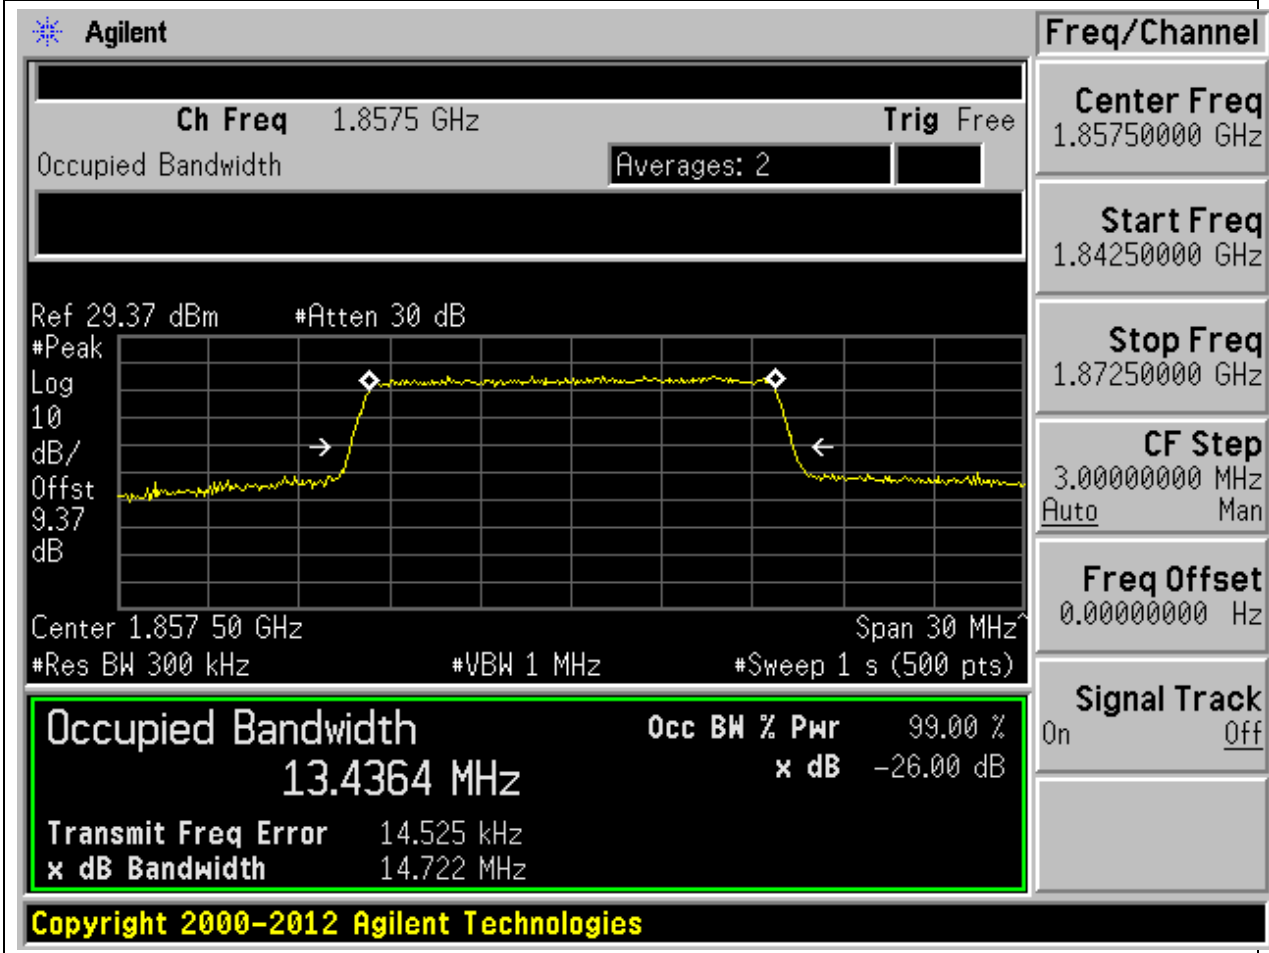 Agilent
Freq/Channel
Ch Freq 1.8575 GHz Trig Free
Occupied Bandwidth Averages: 2
Center Freq
1.85750000 GHz
Start Freq
1.84250000 GHz
Stop Freq
1.87250000 GHz
CF Step
3.00000000 MHz
Auto Man
Freq Offset
0.00000000 Hz
Signal Track
On Off
Ref 29.37 dBm #Atten 30 dB
#Peak
Log
10
dB/
Offst
9.37
dB
Center 1.857 50 GHz Span 30 MHz^
#Res BW 300 kHz #VBW 1 MHz #Sweep 1 s (500 pts)
Occupied Bandwidth Occ BW % Pwr 99.00 %
13.4364 MHz x dB -26.00 dB
Transmit Freq Error 14.525 kHz
x dB Bandwidth 14.722 MHz
Copyright 2000-2012 Agilent Technologies